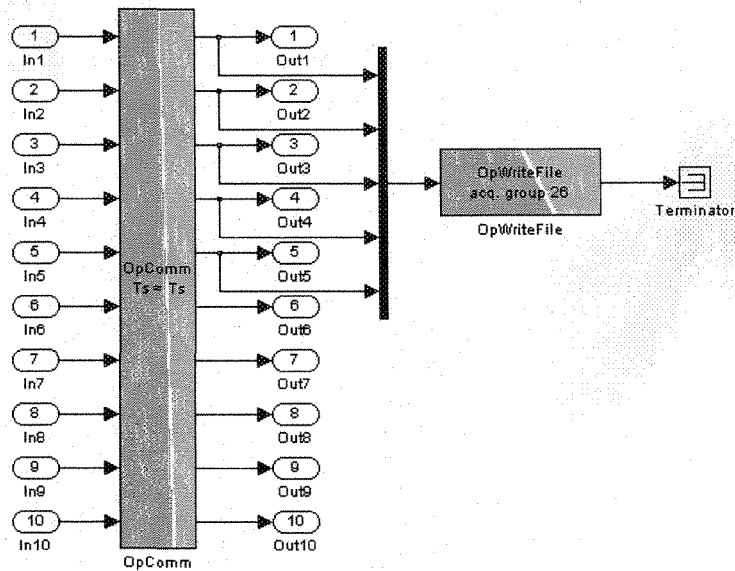 1
In1
2
In2
3
In3
4
In4
5
In5
6
In6
7
In7
8
In8
9
In9
10
In10
OpComm
Ts = Ts
OpComm
1
Out1
2
Out2
3
Out3
4
Out4
5
Out5
6
Out6
7
Out7
8
Out8
9
Out9
10
Out10
OpWriteFile
acq. group 26
OpWriteFile
Terminator